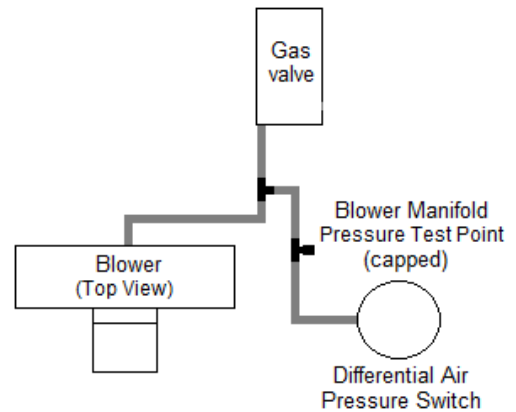 Gas
valve
Blower Manifold
Pressure Test Point
(capped)
Blower
(Top View)
Differential Air
Pressure Switch